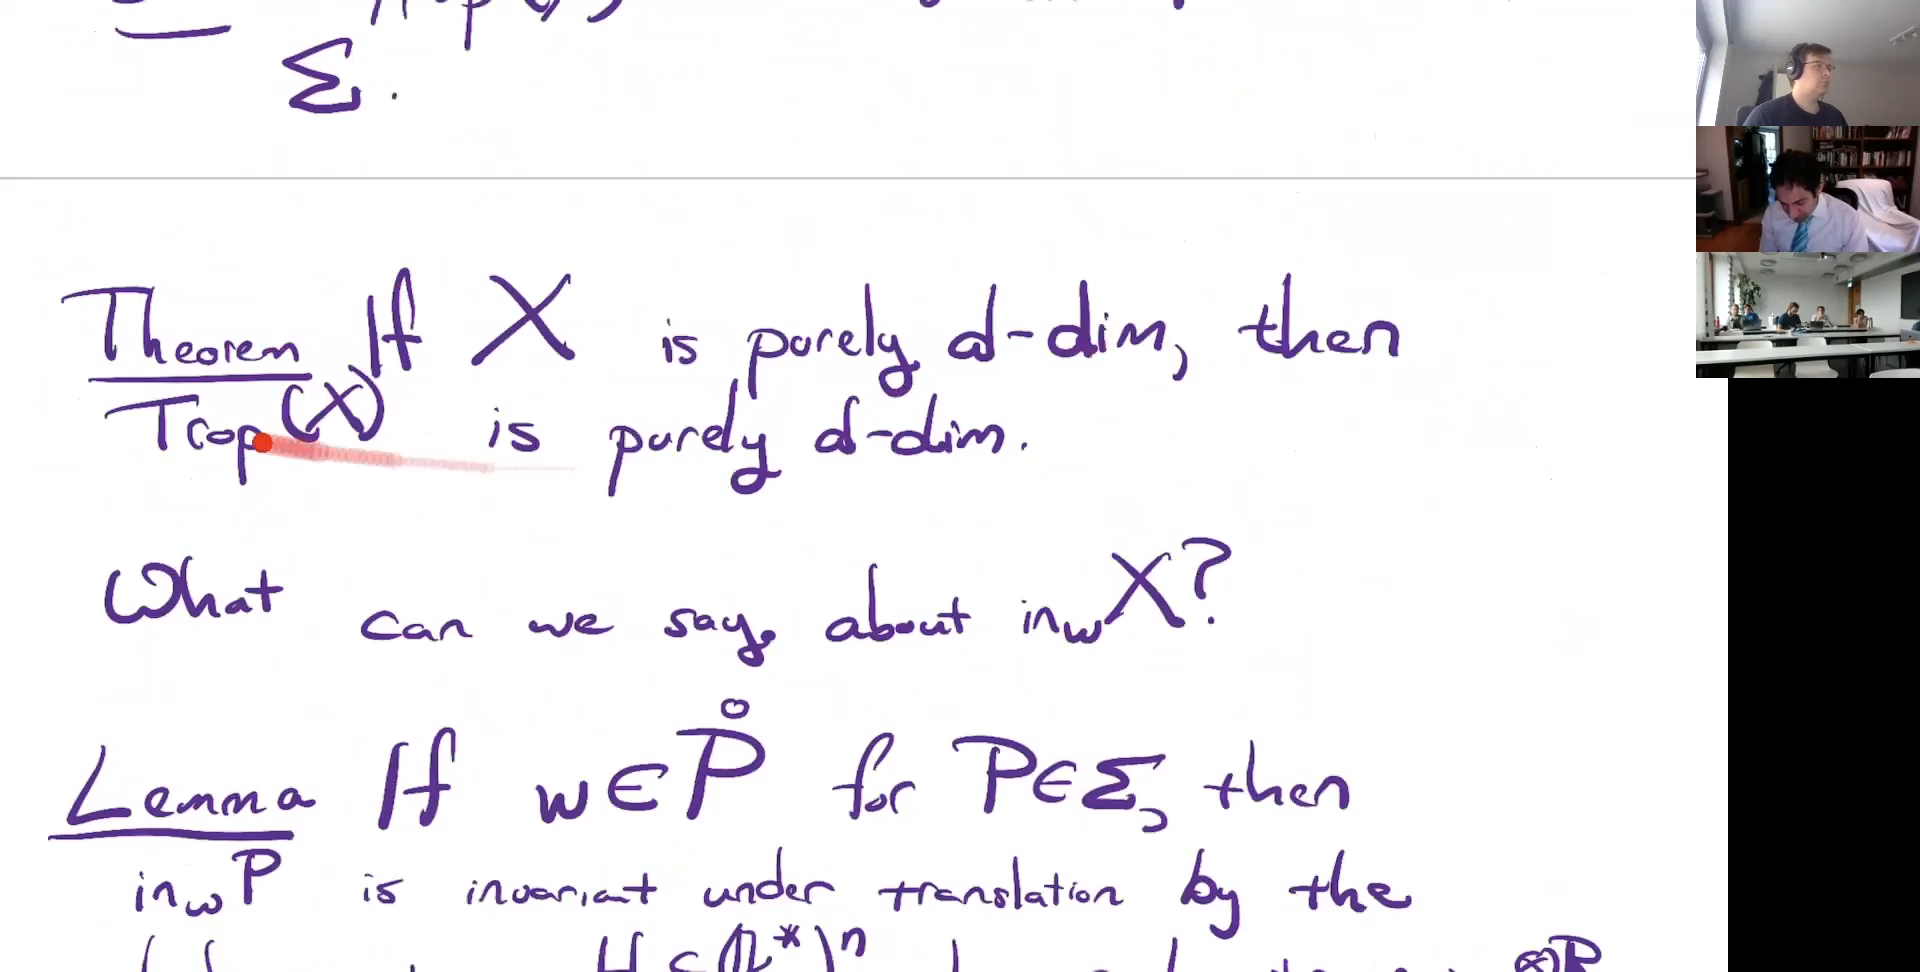 Σ.
Theorem If X is purely d-dim, then
Trop(X) is purely d-dim.
What can we say about in_w X?
Lemma If w∈P̊ for P∈Σ, then
in_w P is invariant under translation by the
H ⊂ (k*)^n